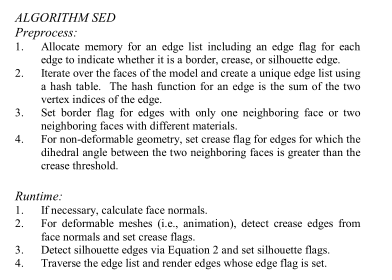 ALGORITHM SED
Preprocess:
1. Allocate memory for an edge list including an edge flag for each
edge to indicate whether it is a border, crease, or silhouette edge.
2. Iterate over the faces of the model and create a unique edge list using
a hash table. The hash function for an edge is the sum of the two
vertex indices of the edge.
3. Set border flag for edges with only one neighboring face or two
neighboring faces with different materials.
4. For non-deformable geometry, set crease flag for edges for which the
dihedral angle between the two neighboring faces is greater than the
crease threshold.
Runtime:
1. If necessary, calculate face normals.
2. For deformable meshes (i.e., animation), detect crease edges from
face normals and set crease flags.
3. Detect silhouette edges via Equation 2 and set silhouette flags.
4. Traverse the edge list and render edges whose edge flag is set.